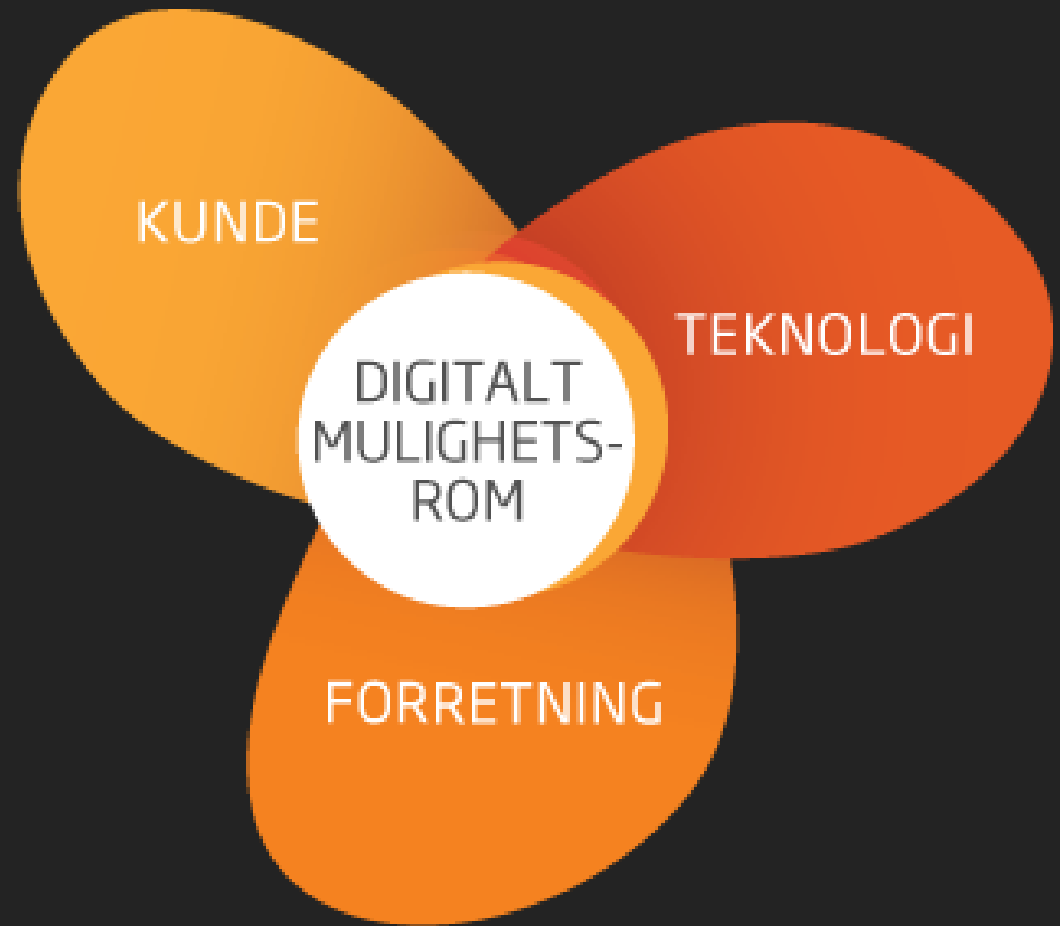 KUNDE
TEKNOLOGI
DIGITALT
MULIGHETS-
ROM
FORRETNING